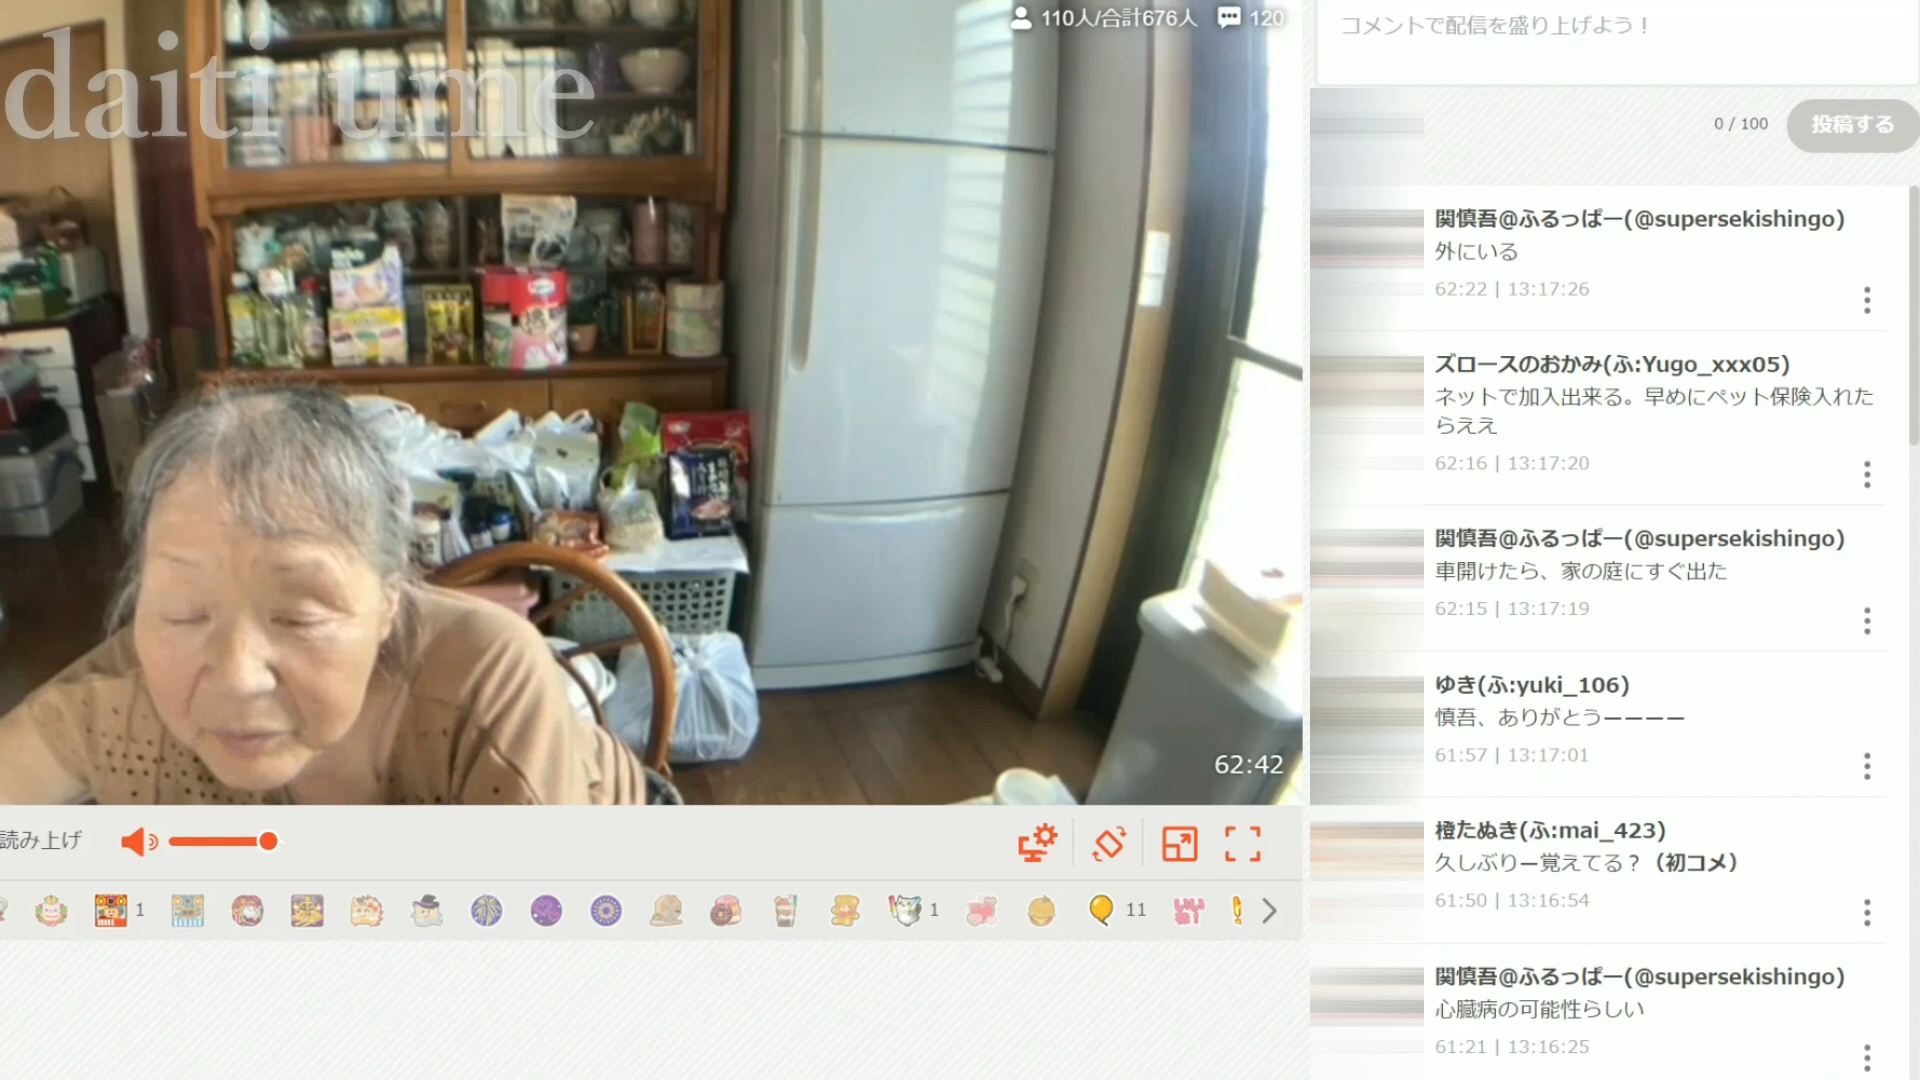 daiti ume
110人/合計676人 120
62:42
読み上げ
1
1
11
コメントで配信を盛り上げよう！
0 / 100 投稿する
関慎吾@ふるっぱー(@supersekishingo)
外にいる
62:22 | 13:17:26
ズロースのおかみ(ふ:Yugo_xxx05)
ネットで加入出来る。早めにペット保険入れた
らええ
62:16 | 13:17:20
関慎吾@ふるっぱー(@supersekishingo)
車開けたら、家の庭にすぐ出た
62:15 | 13:17:19
ゆき(ふ:yuki_106)
慎吾、ありがとうーーーー
61:57 | 13:17:01
橙たぬき(ふ:mai_423)
久しぶりー覚えてる？（初コメ）
61:50 | 13:16:54
関慎吾@ふるっぱー(@supersekishingo)
心臓病の可能性らしい
61:21 | 13:16:25